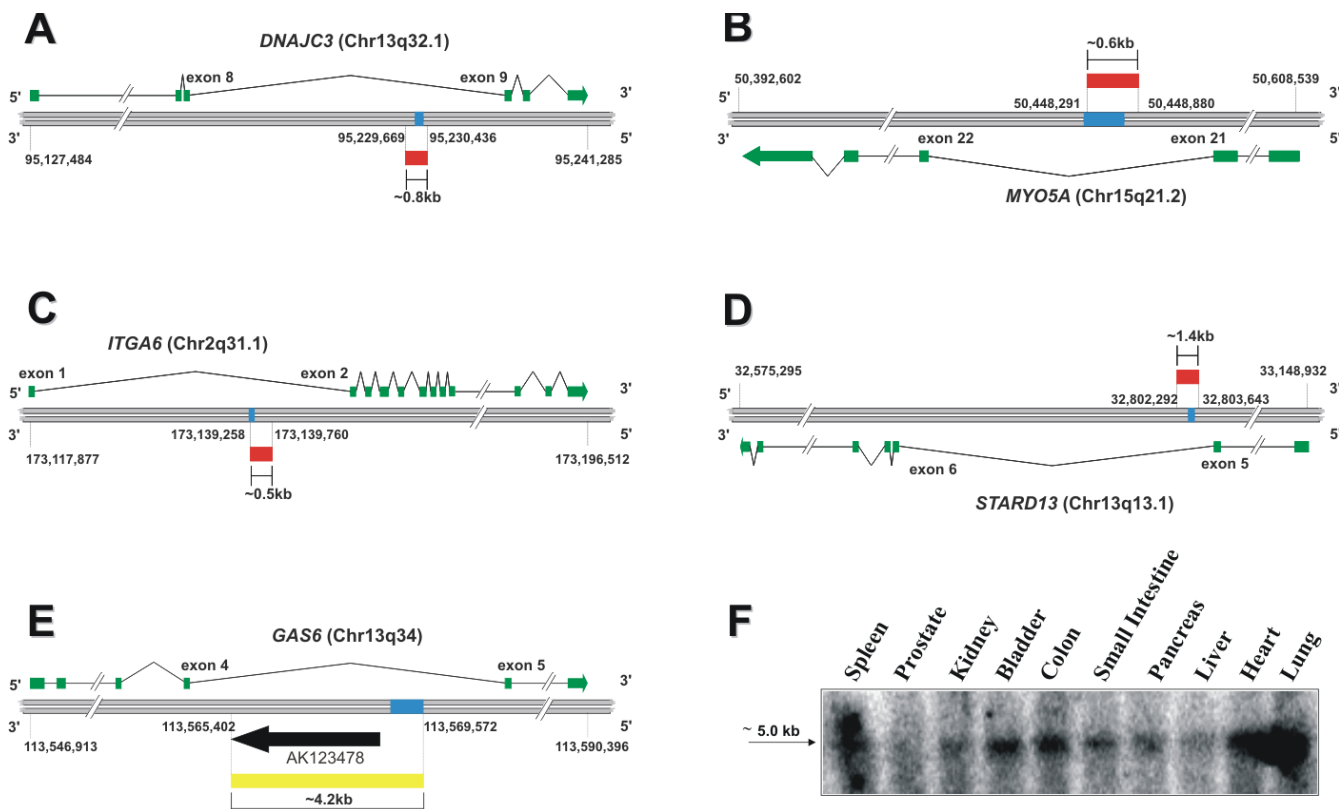 A
DNAJC3 (Chr13q32.1)
exon 8
exon 9
5'
3'
3'
5'
95,229,669
95,230,436
95,127,484
95,241,285
~0.8kb
B
~0.6kb
50,392,602
50,608,539
5'
3'
50,448,291
50,448,880
3'
5'
exon 22
exon 21
MYO5A (Chr15q21.2)
C
ITGA6 (Chr2q31.1)
exon 1
exon 2
5'
3'
3'
5'
173,139,258
173,139,760
173,117,877
173,196,512
~0.5kb
D
~1.4kb
32,575,295
33,148,932
5'
3'
32,802,292
32,803,643
3'
5'
exon 6
exon 5
STARD13 (Chr13q13.1)
E
GAS6 (Chr13q34)
exon 4
exon 5
5'
3'
3'
5'
113,565,402
113,569,572
113,546,913
113,590,396
AK123478
~4.2kb
F
Spleen
Prostate
Kidney
Bladder
Colon
Small Intestine
Pancreas
Liver
Heart
Lung
~ 5.0 kb